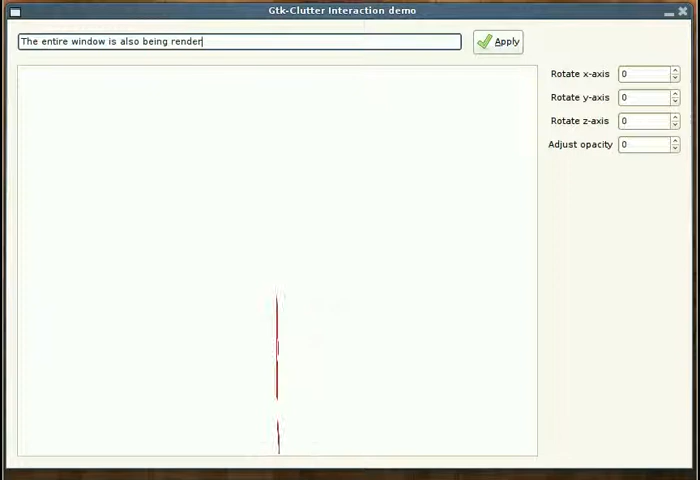 Gtk-Clutter Interaction demo
The entire window is also being render
Apply
Rotate x-axis 0
Rotate y-axis 0
Rotate z-axis 0
Adjust opacity 0